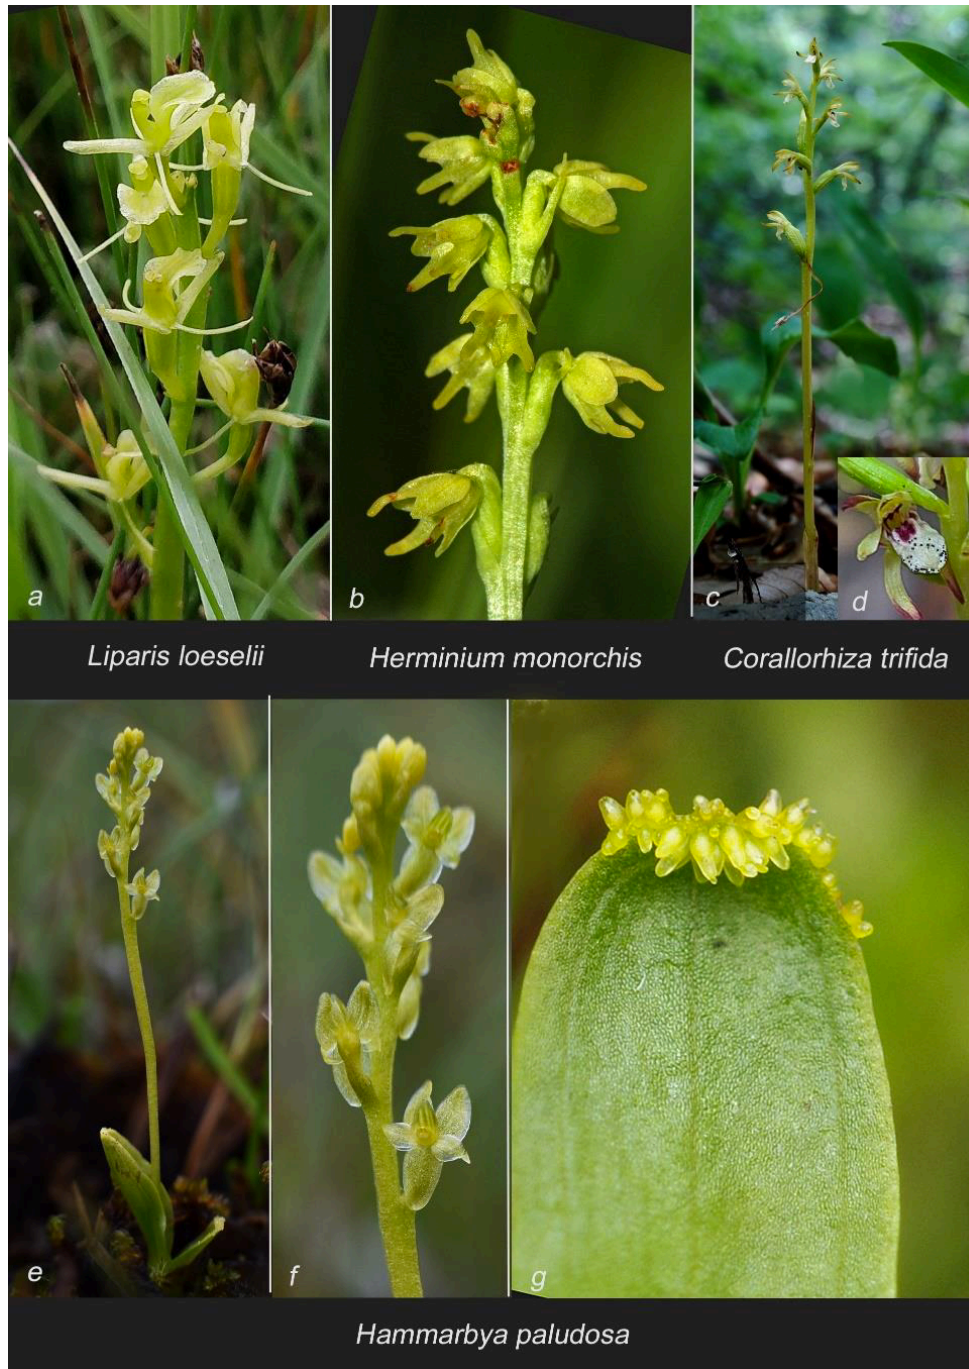 a
b
c
d
Liparis loeselii
Herminium monorchis
Corallorhiza trifida
e
f
g
Hammarbya paludosa